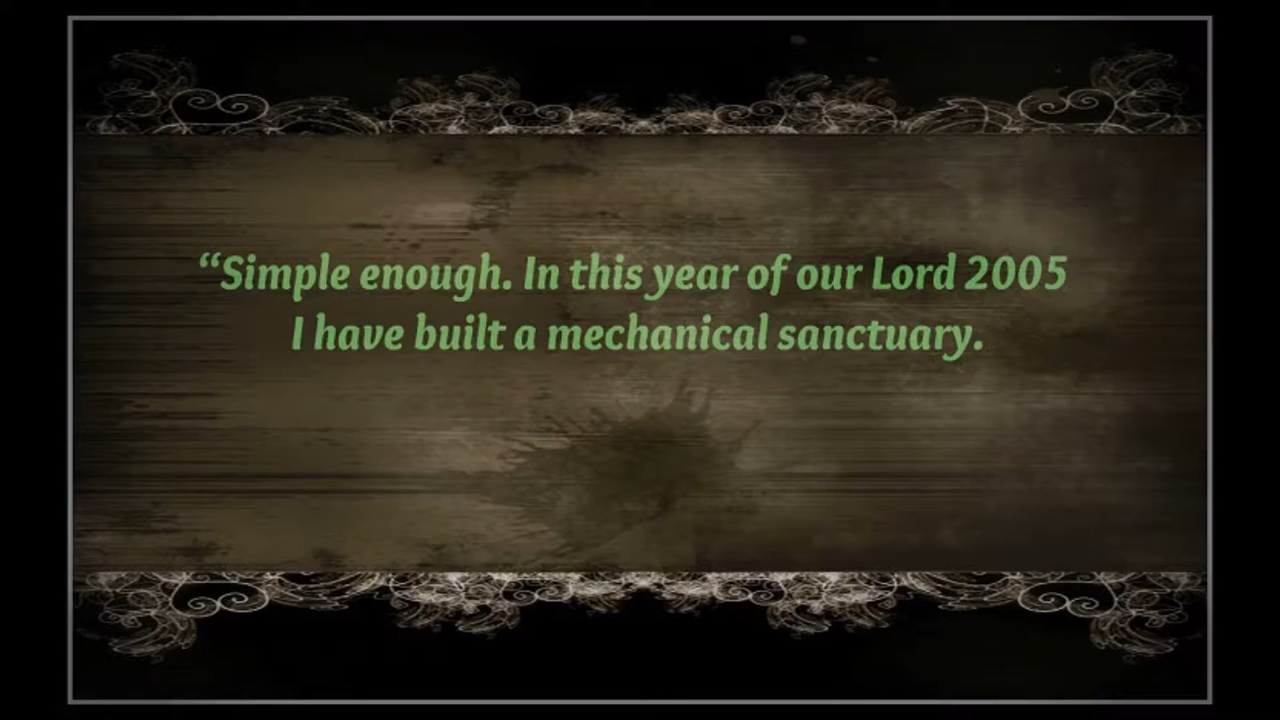 “Simple enough. In this year of our Lord 2005
I have built a mechanical sanctuary.